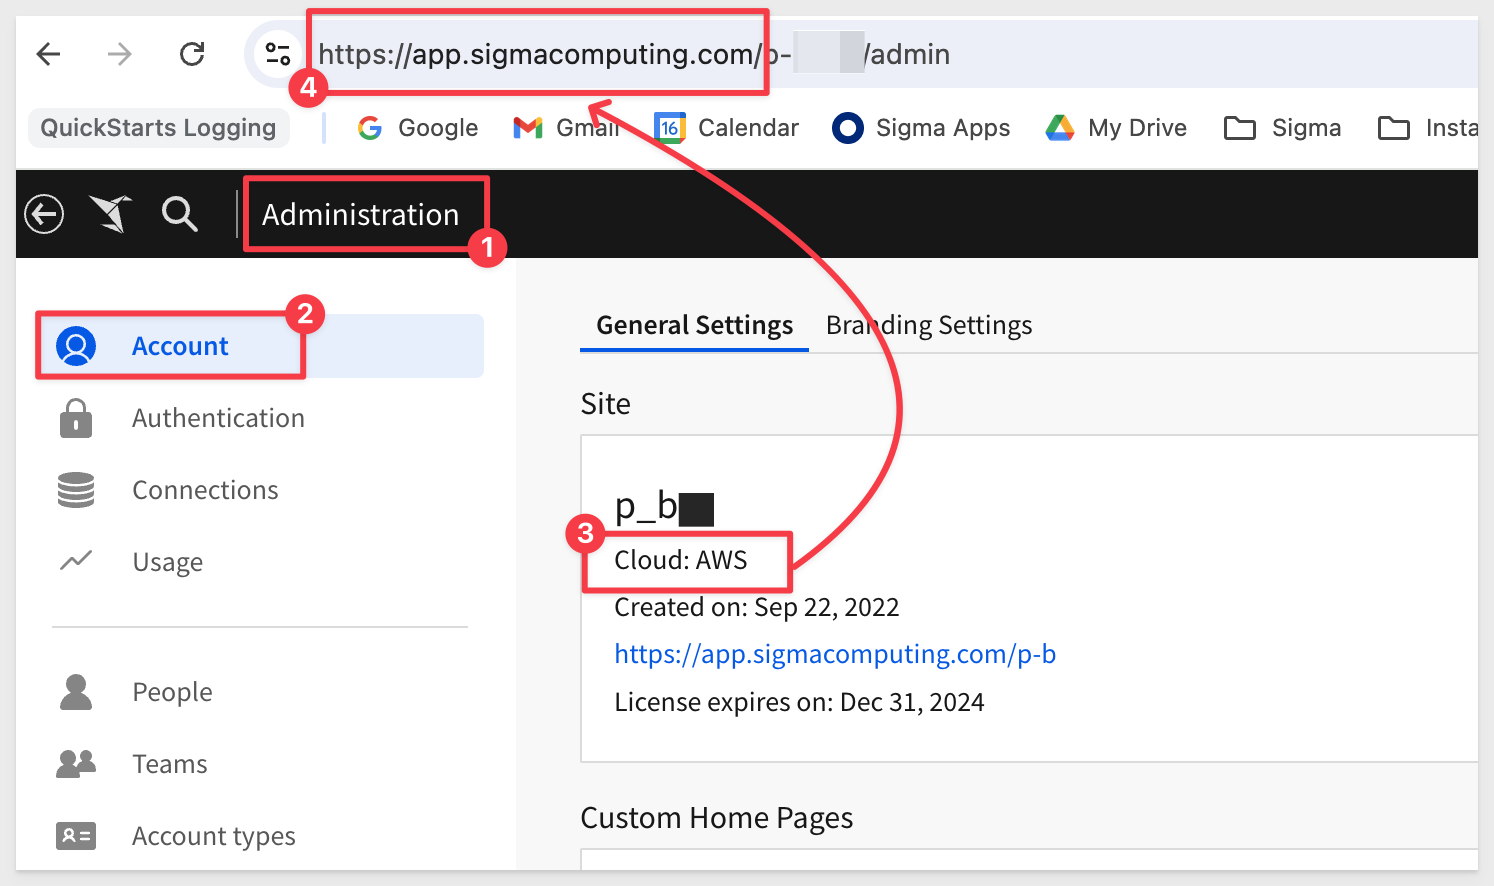 https://app.sigmacomputing.com/p- /admin
4
QuickStarts Logging
Google
Gmail
16
Calendar
Sigma Apps
My Drive
Sigma
Insta
Administration
1
2
Account
Authentication
Connections
Usage
People
Teams
Account types
General Settings
Branding Settings
Site
p_b
3
Cloud: AWS
Created on: Sep 22, 2022
https://app.sigmacomputing.com/p-b
License expires on: Dec 31, 2024
Custom Home Pages